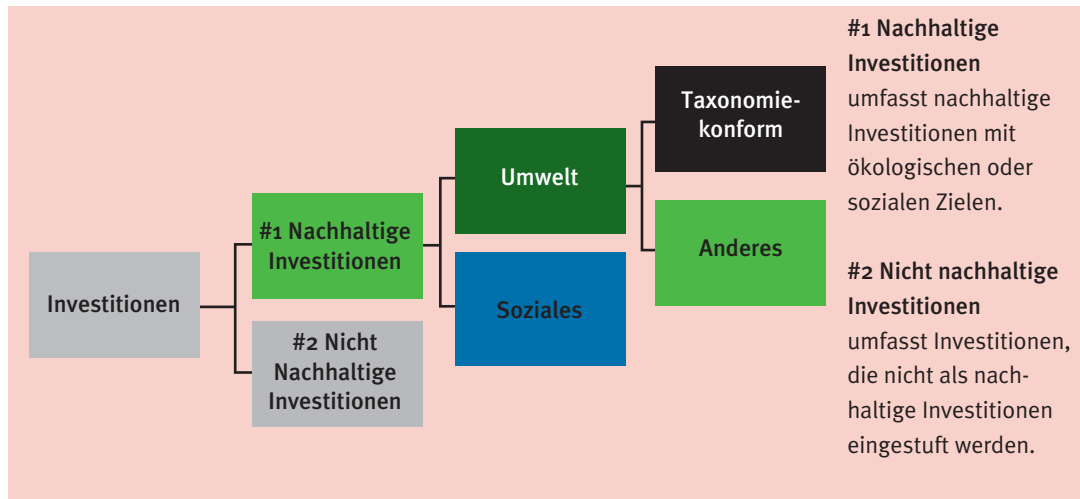 Investitionen
#1 Nachhaltige
Investitionen
#2 Nicht
Nachhaltige
Investitionen
Umwelt
Soziales
Taxonomie-
konform
Anderes
#1 Nachhaltige
Investitionen
umfasst nachhaltige
Investitionen mit
ökologischen oder
sozialen Zielen.
#2 Nicht nachhaltige
Investitionen
umfasst Investitionen,
die nicht als nach-
haltige Investitionen
eingestuft werden.